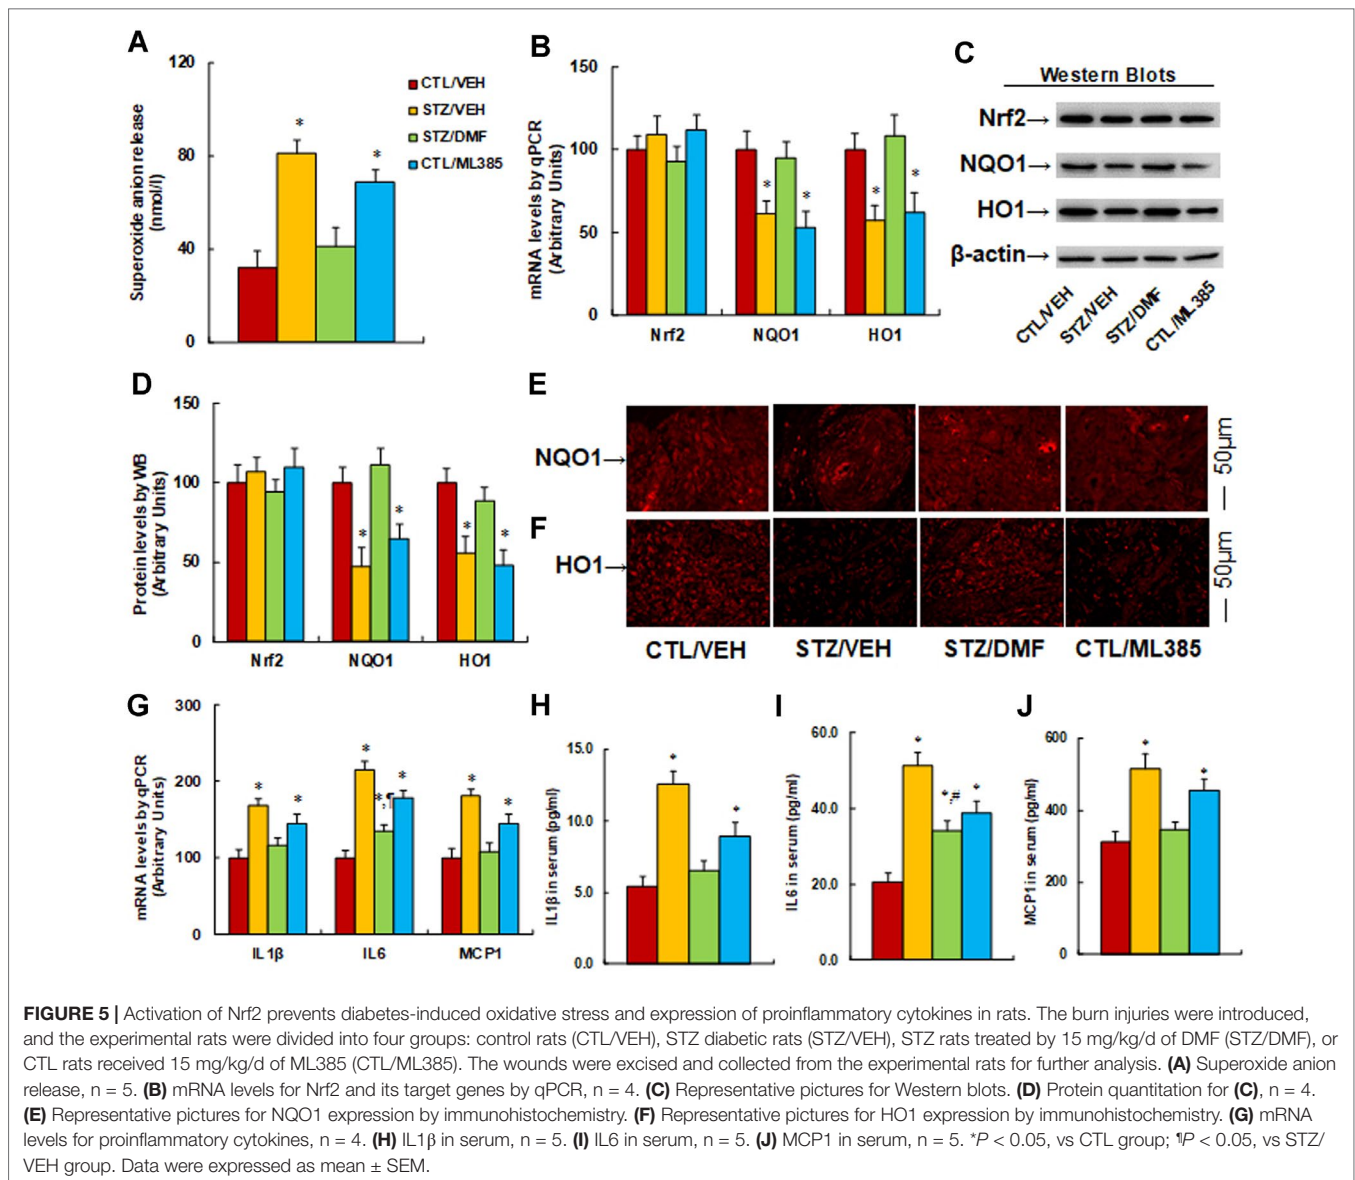 A
120
80
40
0
Superoxide anion release
(nmol/l)
CTL/VEH
STZ/VEH
STZ/DMF
CTL/ML385
*
*
B
150
100
50
0
mRNA levels by qPCR
(Arbitrary Units)
* *
* *
Nrf2 NQO1 HO1
C
Western Blots
Nrf2→
NQO1→
HO1→
β-actin→
CTL/VEH
STZ/VEH
STZ/DMF
CTL/ML385
D
150
100
50
0
Protein levels by WB
(Arbitrary Units)
* *
* *
Nrf2 NQO1 HO1
E
NQO1→
50µm
F
HO1→
50µm
CTL/VEH STZ/VEH STZ/DMF CTL/ML385
G
300
200
100
0
mRNA levels by qPCR
(Arbitrary Units)
* *
* *,¶ *
* *
IL1β IL6 MCP1
H
15.0
10.0
5.0
0.0
IL1β in serum (pg/ml)
*
*
I
60.0
40.0
20.0
0.0
IL6 in serum (pg/ml)
*
*,#
*
J
600
400
200
0
MCP1 in serum (pg/ml)
*
*
FIGURE 5 | Activation of Nrf2 prevents diabetes-induced oxidative stress and expression of proinflammatory cytokines in rats. The burn injuries were introduced,
and the experimental rats were divided into four groups: control rats (CTL/VEH), STZ diabetic rats (STZ/VEH), STZ rats treated by 15 mg/kg/d of DMF (STZ/DMF), or
CTL rats received 15 mg/kg/d of ML385 (CTL/ML385). The wounds were excised and collected from the experimental rats for further analysis. (A) Superoxide anion
release, n = 5. (B) mRNA levels for Nrf2 and its target genes by qPCR, n = 4. (C) Representative pictures for Western blots. (D) Protein quantitation for (C), n = 4.
(E) Representative pictures for NQO1 expression by immunohistochemistry. (F) Representative pictures for HO1 expression by immunohistochemistry. (G) mRNA
levels for proinflammatory cytokines, n = 4. (H) IL1β in serum, n = 5. (I) IL6 in serum, n = 5. (J) MCP1 in serum, n = 5. *P < 0.05, vs CTL group; ¶P < 0.05, vs STZ/
VEH group. Data were expressed as mean ± SEM.